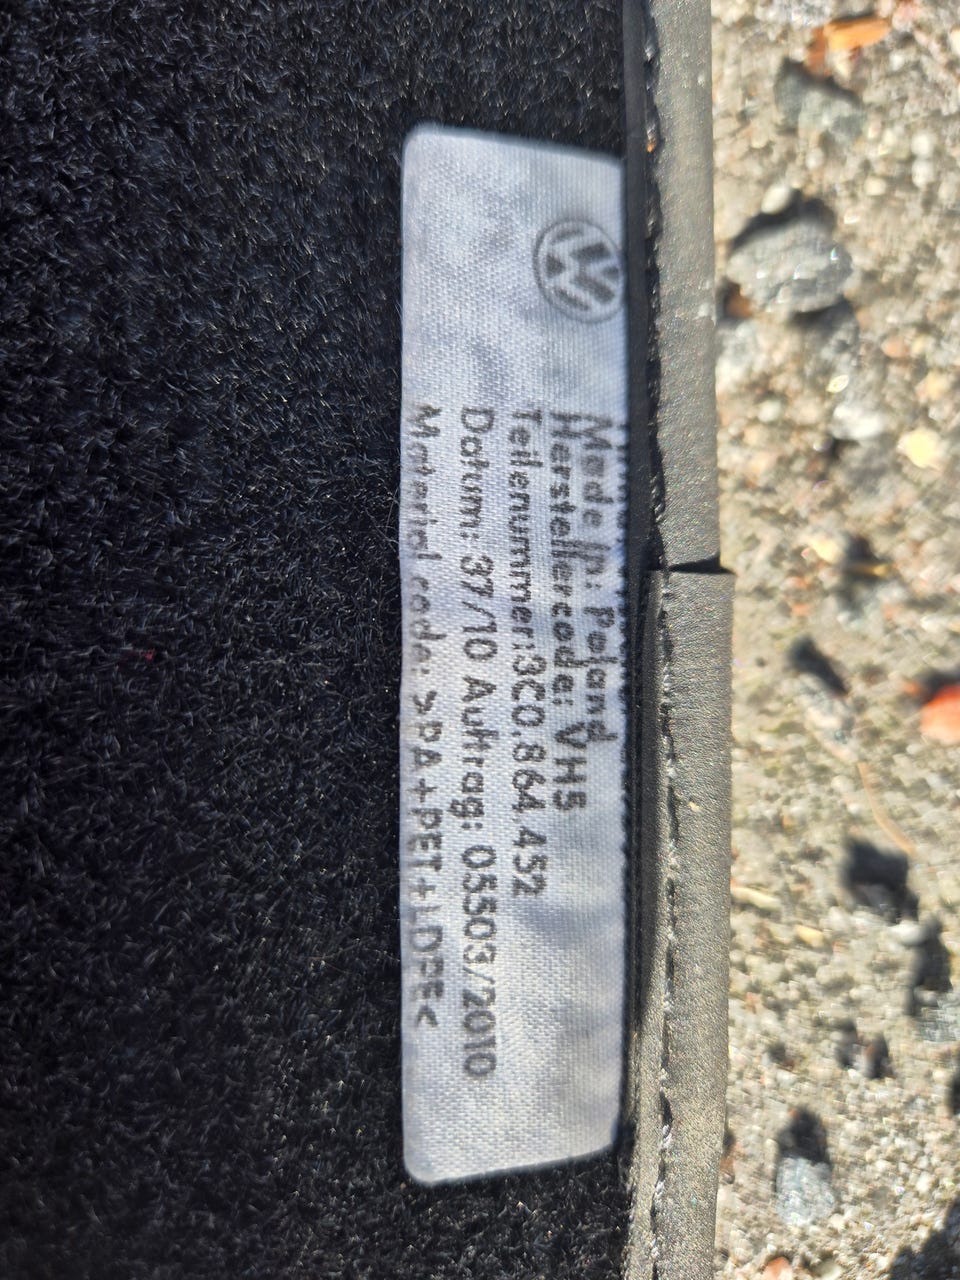 Made In: Poland
Herstellercode: VH5
Teilenummer:3C0.864.452
Datum: 37/10 Auftrag: 05503/2010
Material code: >PA+PET+LDPE<